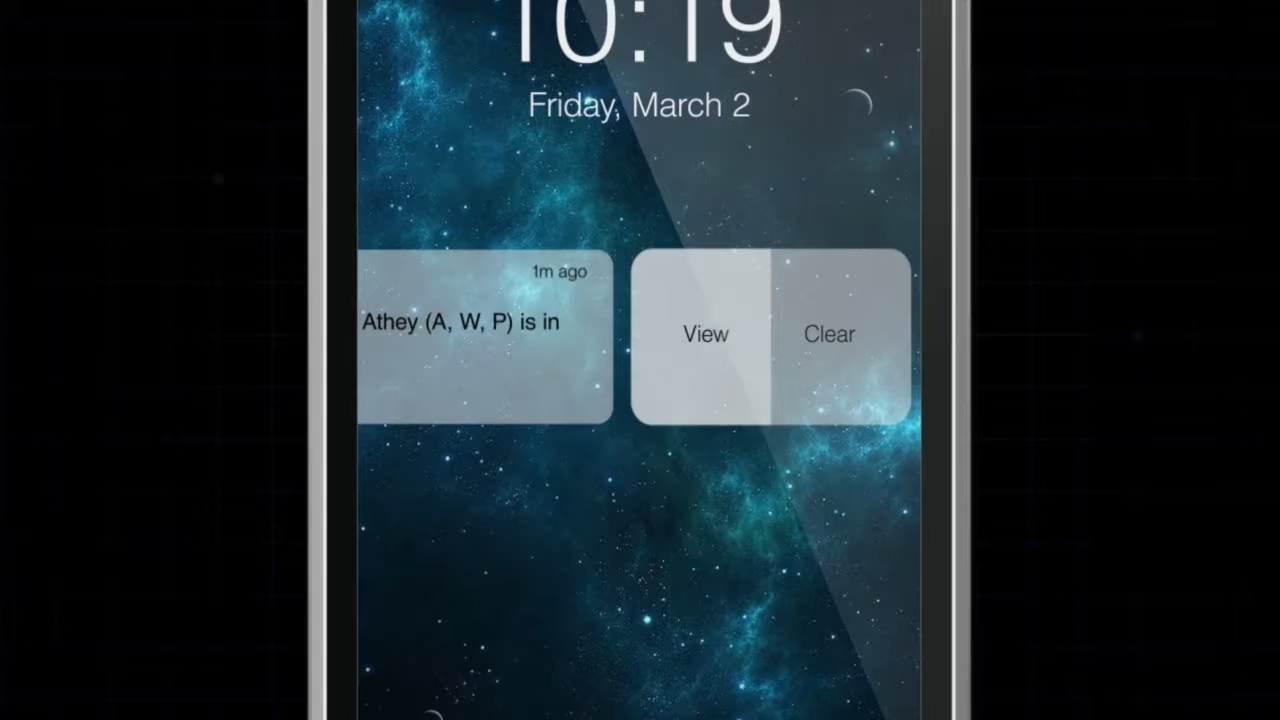 10:19
Friday, March 2
1m ago
Athey (A, W, P) is in
View
Clear